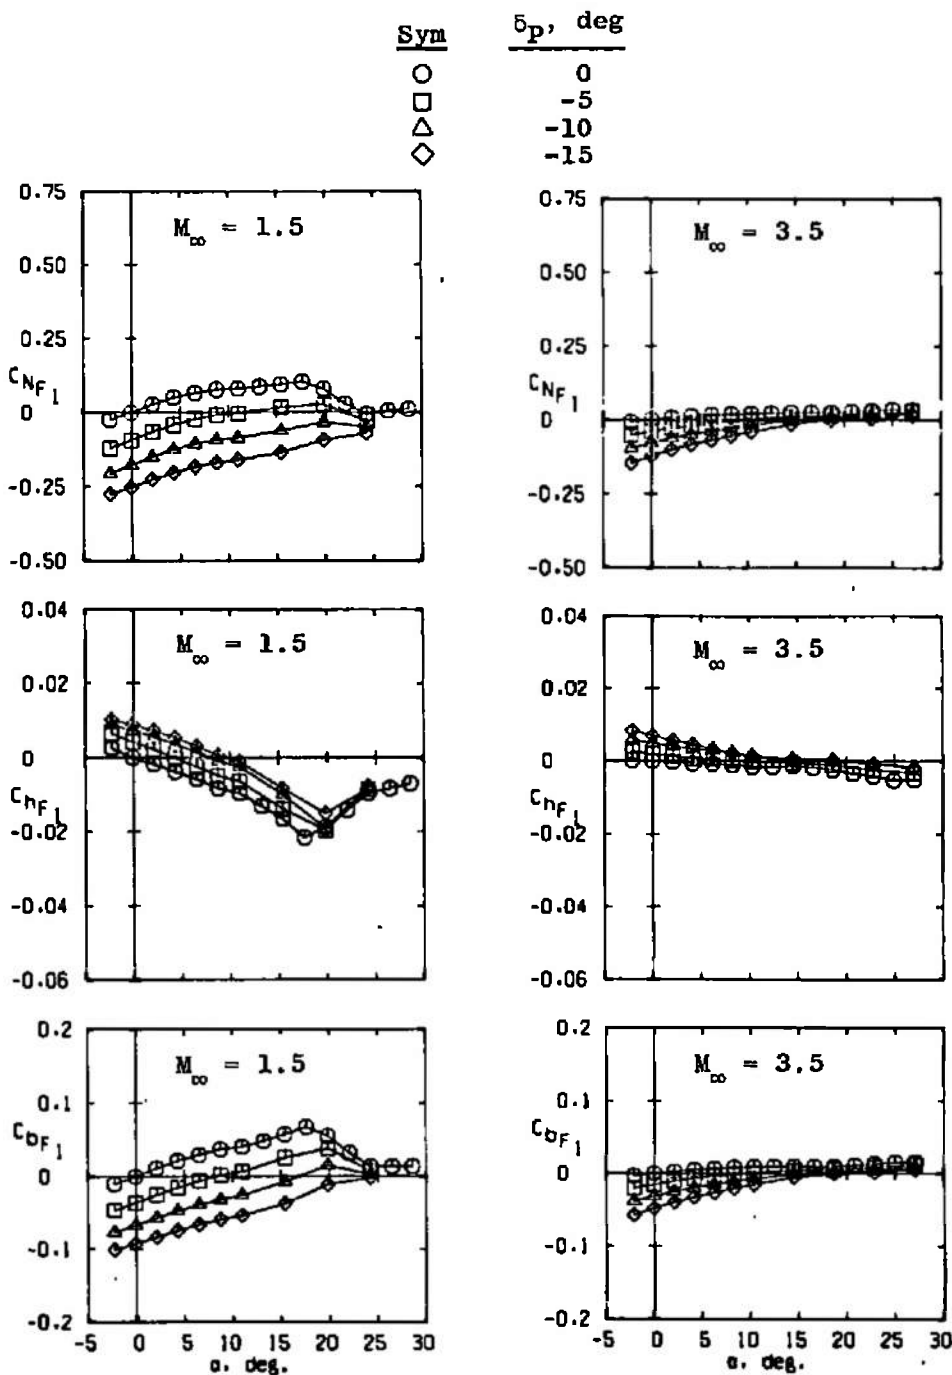 Sym δP, deg
0
-5
-10
-15
0.75
0.50
0.25
0
-0.25
-0.50
CNF1
M∞ = 1.5
0.75
0.50
0.25
0
-0.25
-0.50
CNF1
M∞ = 3.5
0.04
0.02
0
-0.02
-0.04
-0.06
ChF1
M∞ = 1.5
0.04
0.02
0
-0.02
-0.04
-0.06
ChF1
M∞ = 3.5
0.2
0.1
0
-0.1
-0.2
CbF1
M∞ = 1.5
-5 0 5 10 15 20 25 30
α, deg.
0.2
0.1
0
-0.1
-0.2
CbF1
M∞ = 3.5
-5 0 5 10 15 20 25 30
α, deg.